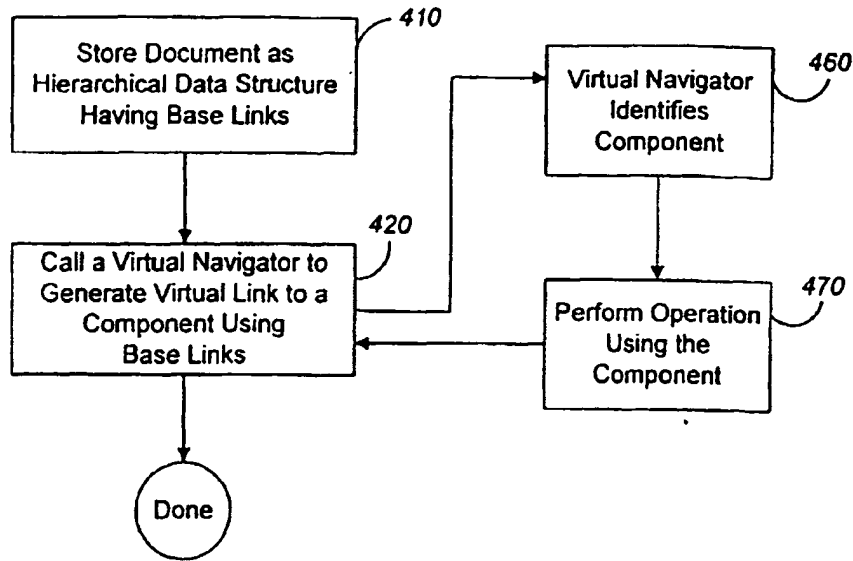 410
Store Document as
Hierarchical Data Structure
Having Base Links
460
Virtual Navigator
Identifies
Component
420
Call a Virtual Navigator to
Generate Virtual Link to a
Component Using
Base Links
470
Perform Operation
Using the
Component
Done